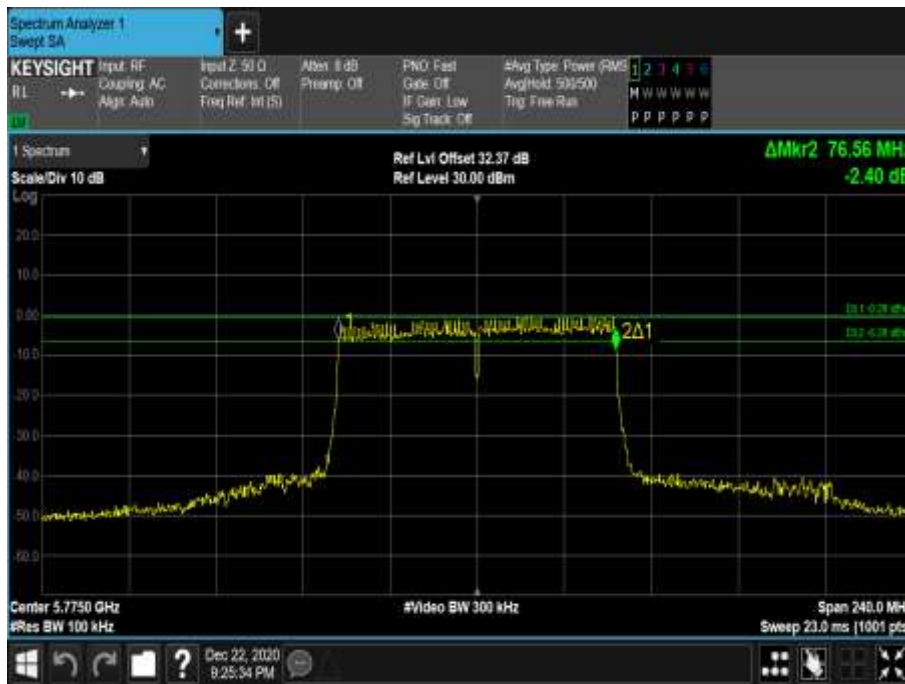 Spectrum Analyzer 1
Swept SA
+
KEYSIGHT
RL
Input: RF
Coupling: AC
Align: Auto
Input Z: 50 Ω
Corrections: Off
Freq Ref: Int (S)
Atten: 8 dB
Preamp: Off
PNO: Fast
Gate: Off
IF Gain: Low
Sig Track: Off
#Avg Type: Power (RMS
Avg|Hold: 500/500
Trig: Free Run
1 2 3 4 5 6
M W W W W W
P P P P P P
1 Spectrum
Scale/Div 10 dB
Log
Ref Lvl Offset 32.37 dB
Ref Level 30.00 dBm
ΔMkr2 76.56 MH
-2.40 dB
20.0
10.0
0.00
-10.0
-20.0
-30.0
-40.0
-50.0
-60.0
1
2Δ1
Center 5.7750 GHz
#Res BW 100 kHz
#Video BW 300 kHz
Span 240.0 MH
Sweep 23.0 ms (1001 pts
?
Dec 22, 2020
9:25:34 PM